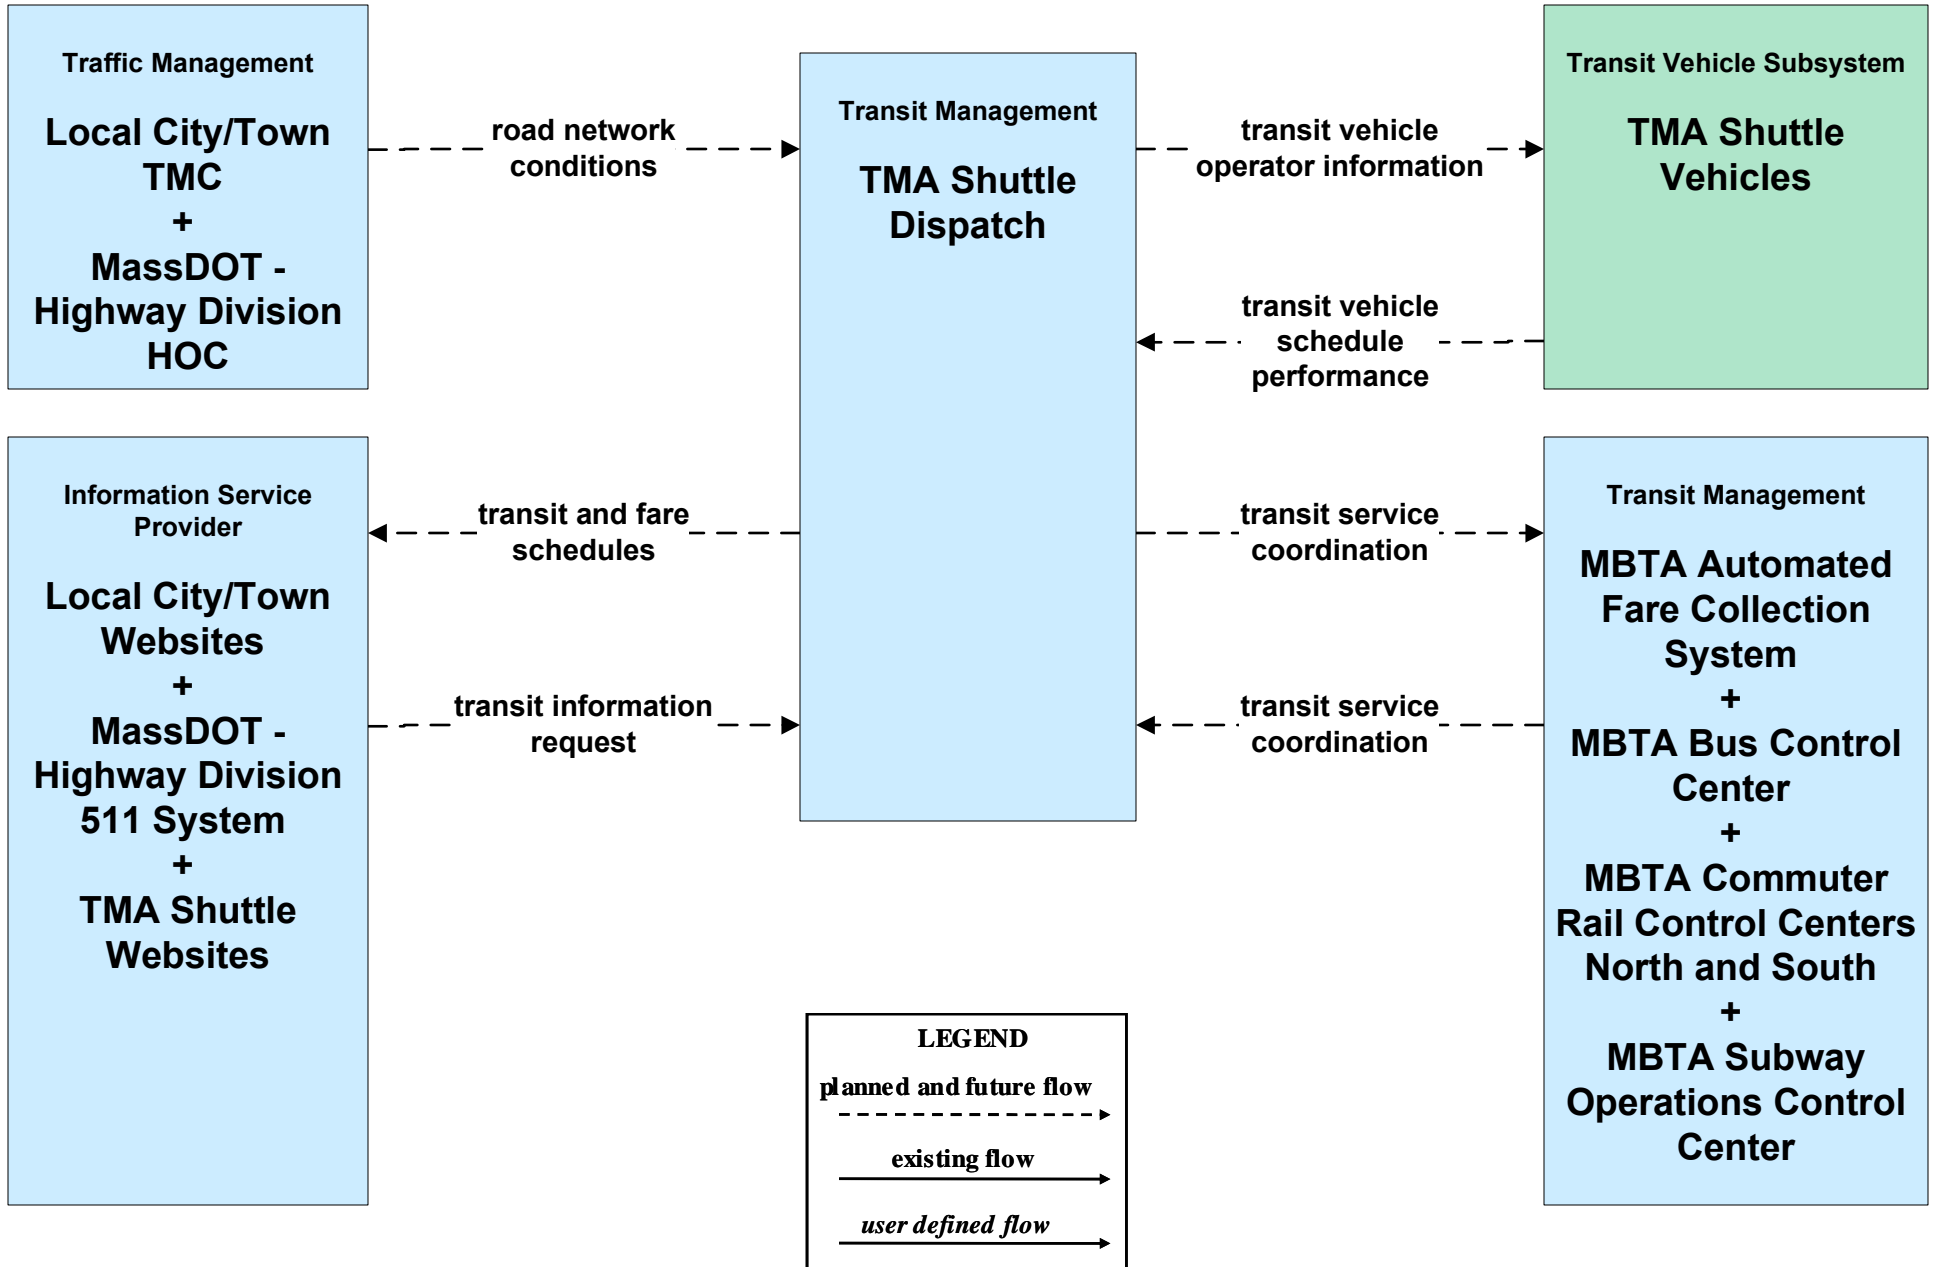 Traffic Management
Local City/Town
TMC
+
MassDOT -
Highway Division
HOC
road network
conditions
Transit Management
TMA Shuttle
Dispatch
transit vehicle
operator information
Transit Vehicle Subsystem
TMA Shuttle
Vehicles
transit vehicle
schedule
performance
Information Service
Provider
Local City/Town
Websites
+
MassDOT -
Highway Division
511 System
+
TMA Shuttle
Websites
transit and fare
schedules
transit information
request
transit service
coordination
transit service
coordination
Transit Management
MBTA Automated
Fare Collection
System
+
MBTA Bus Control
Center
+
MBTA Commuter
Rail Control Centers
North and South
+
MBTA Subway
Operations Control
Center
LEGEND
planned and future flow
existing flow
user defined flow